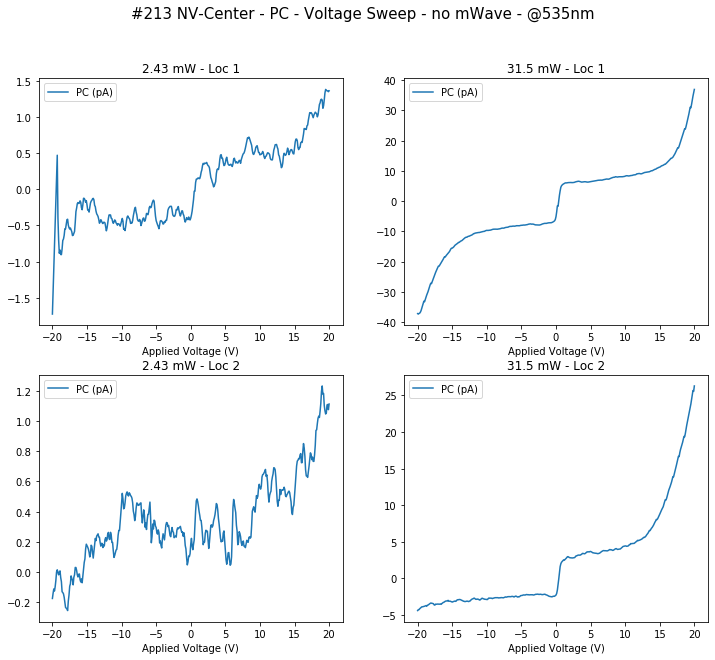 #213 NV-Center - PC - Voltage Sweep - no mWave - @535nm
2.43 mW - Loc 1
PC (pA)
1.5
1.0
0.5
0.0
−0.5
−1.0
−1.5
−20 −15 −10 −5 0 5 10 15 20
Applied Voltage (V)
31.5 mW - Loc 1
PC (pA)
40
30
20
10
0
−10
−20
−30
−40
−20 −15 −10 −5 0 5 10 15 20
Applied Voltage (V)
2.43 mW - Loc 2
PC (pA)
1.2
1.0
0.8
0.6
0.4
0.2
0.0
−0.2
−20 −15 −10 −5 0 5 10 15 20
Applied Voltage (V)
31.5 mW - Loc 2
PC (pA)
25
20
15
10
5
0
−5
−20 −15 −10 −5 0 5 10 15 20
Applied Voltage (V)